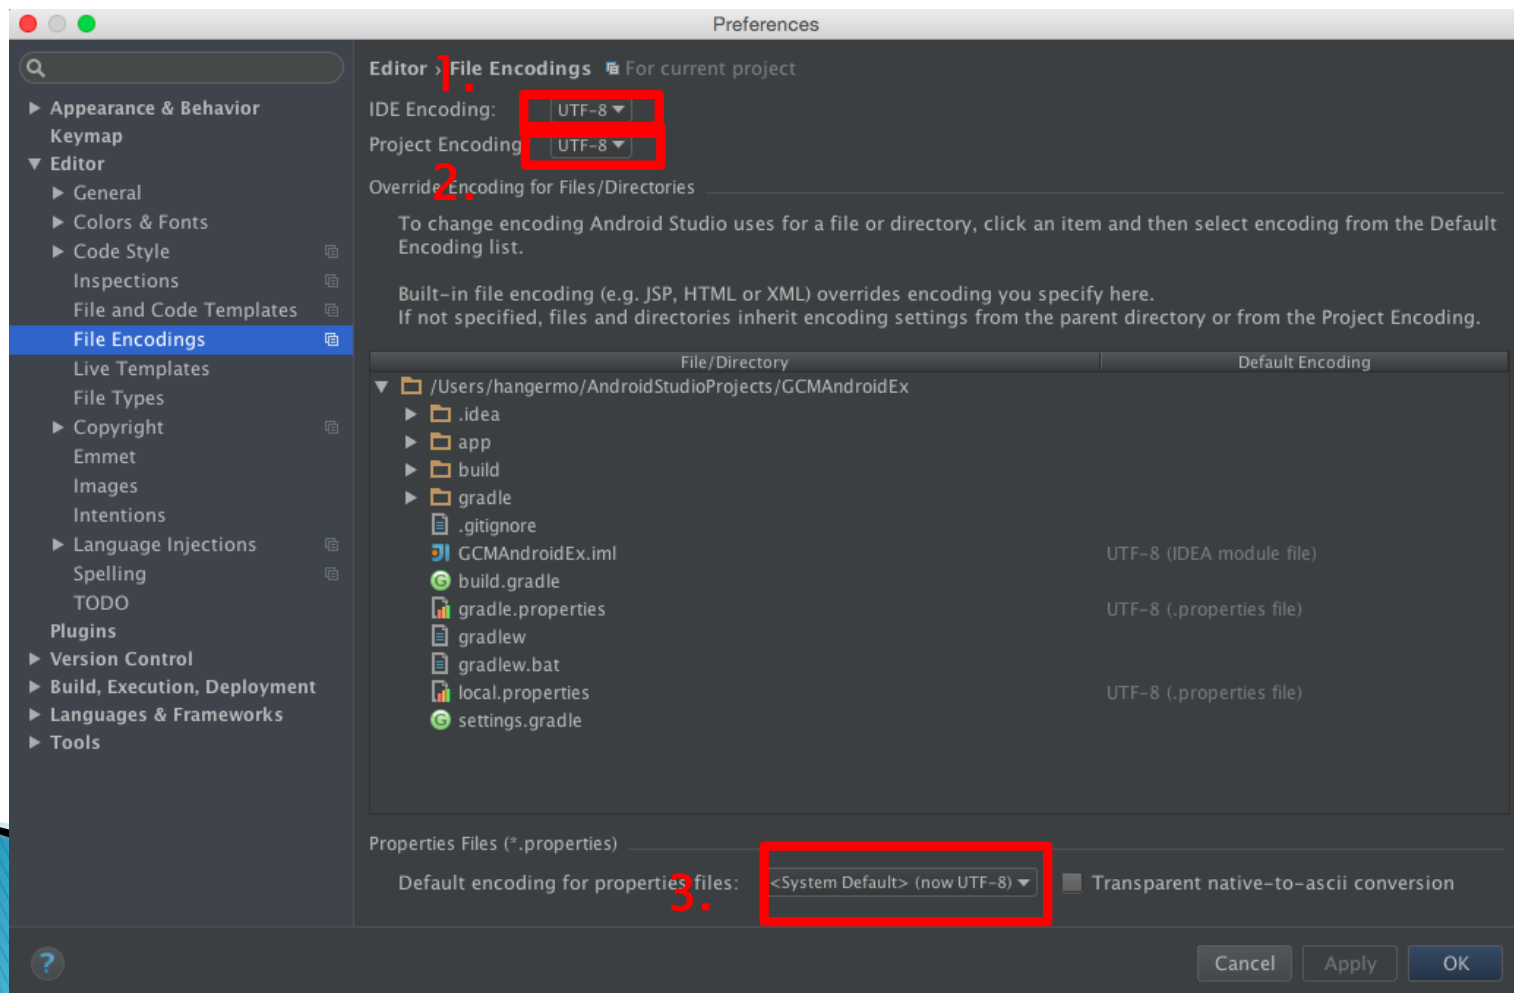 Preferences
Editor › File Encodings For current project
1.
IDE Encoding: UTF-8
Project Encoding UTF-8
2.
Override Encoding for Files/Directories
To change encoding Android Studio uses for a file or directory, click an item and then select encoding from the Default
Encoding list.
Built-in file encoding (e.g. JSP, HTML or XML) overrides encoding you specify here.
If not specified, files and directories inherit encoding settings from the parent directory or from the Project Encoding.
File/Directory Default Encoding
/Users/hangermo/AndroidStudioProjects/GCMAndroidEx
.idea
app
build
gradle
.gitignore
GCMAndroidEx.iml UTF-8 (IDEA module file)
build.gradle
gradle.properties UTF-8 (.properties file)
gradlew
gradlew.bat
local.properties UTF-8 (.properties file)
settings.gradle
Properties Files (*.properties)
Default encoding for properties files: <System Default> (now UTF-8) Transparent native-to-ascii conversion
3.
Appearance & Behavior
Keymap
Editor
General
Colors & Fonts
Code Style
Inspections
File and Code Templates
File Encodings
Live Templates
File Types
Copyright
Emmet
Images
Intentions
Language Injections
Spelling
TODO
Plugins
Version Control
Build, Execution, Deployment
Languages & Frameworks
Tools
?
Cancel Apply OK